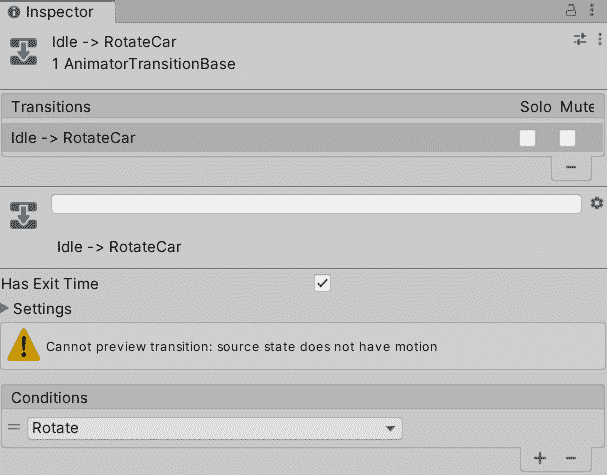 Inspector
Idle -> RotateCar
1 AnimatorTransitionBase
Transitions Solo Mute
Idle -> RotateCar
Idle -> RotateCar
Has Exit Time
Settings
Cannot preview transition: source state does not have motion
Conditions
Rotate